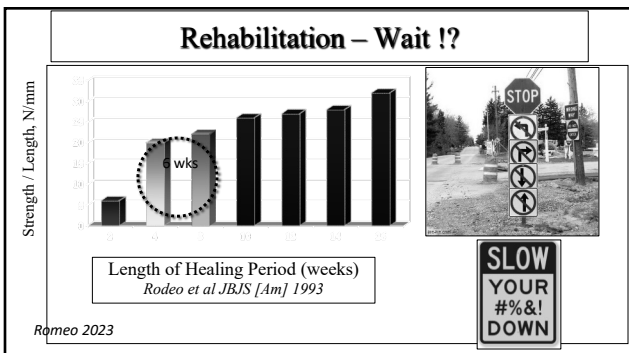 Rehabilitation – Wait !?
Strength / Length, N/mm
6 wks
Length of Healing Period (weeks)
Rodeo et al JBJS [Am] 1993
STOP
SLOW
YOUR
#%&!
DOWN
Romeo 2023